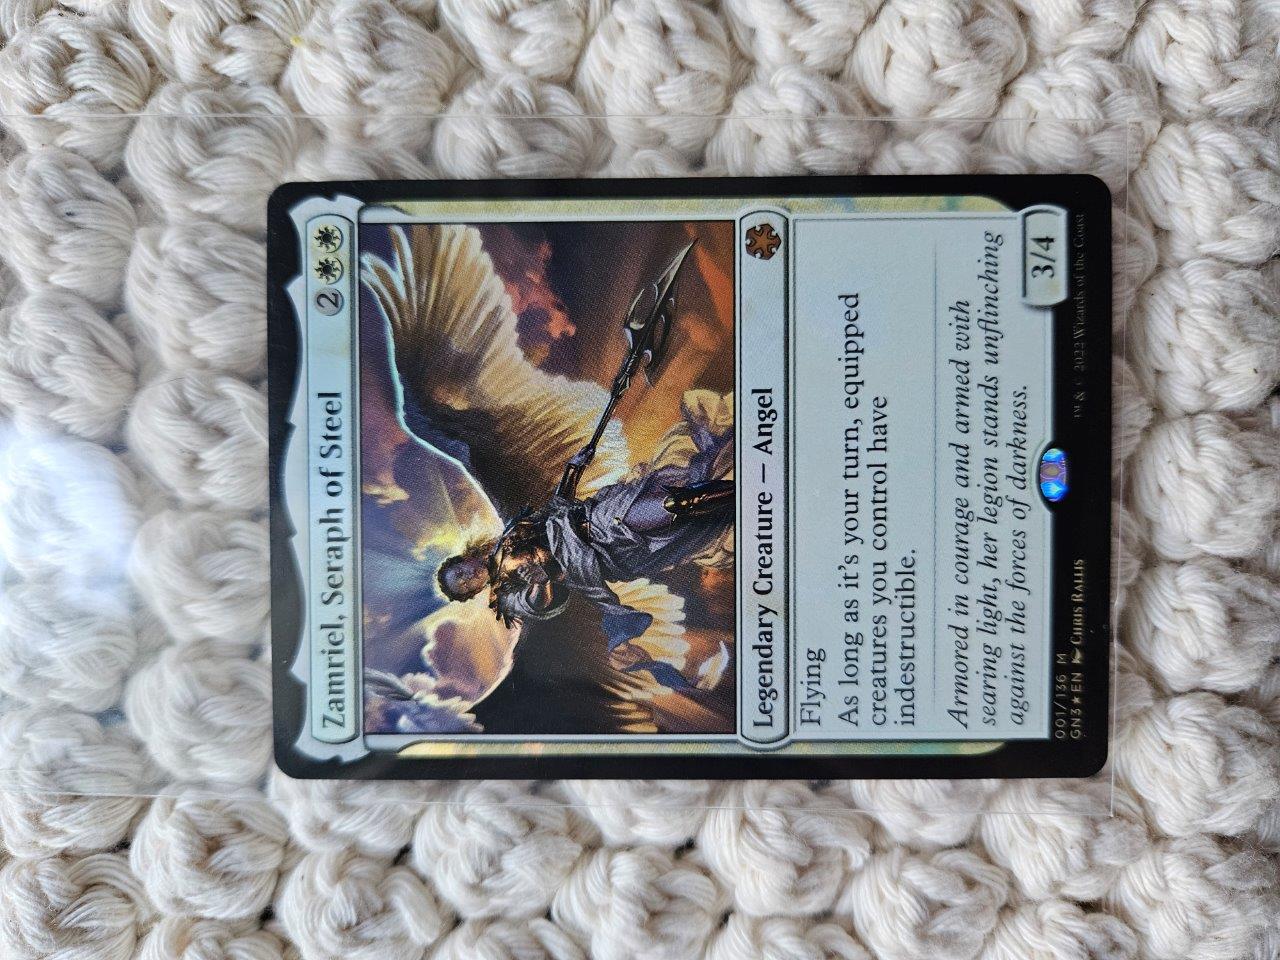 Zamriel, Seraph of Steel 2
Legendary Creature — Angel
Flying
As long as it's your turn, equipped
creatures you control have
indestructible.
Armored in courage and armed with
searing light, her legion stands unflinching
against the forces of darkness.
3/4
001/136 M
GN3★EN Chris Rallis
™ & © 2022 Wizards of the Coast